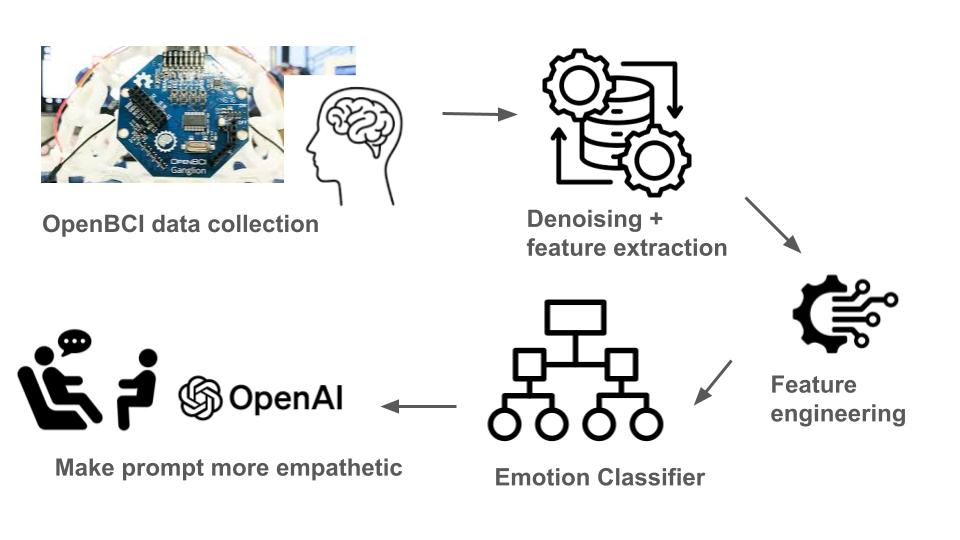 OPENBCI
Ganglion
OpenBCI data collection
Denoising +
feature extraction
Feature
engineering
OpenAI
Make prompt more empathetic
Emotion Classifier